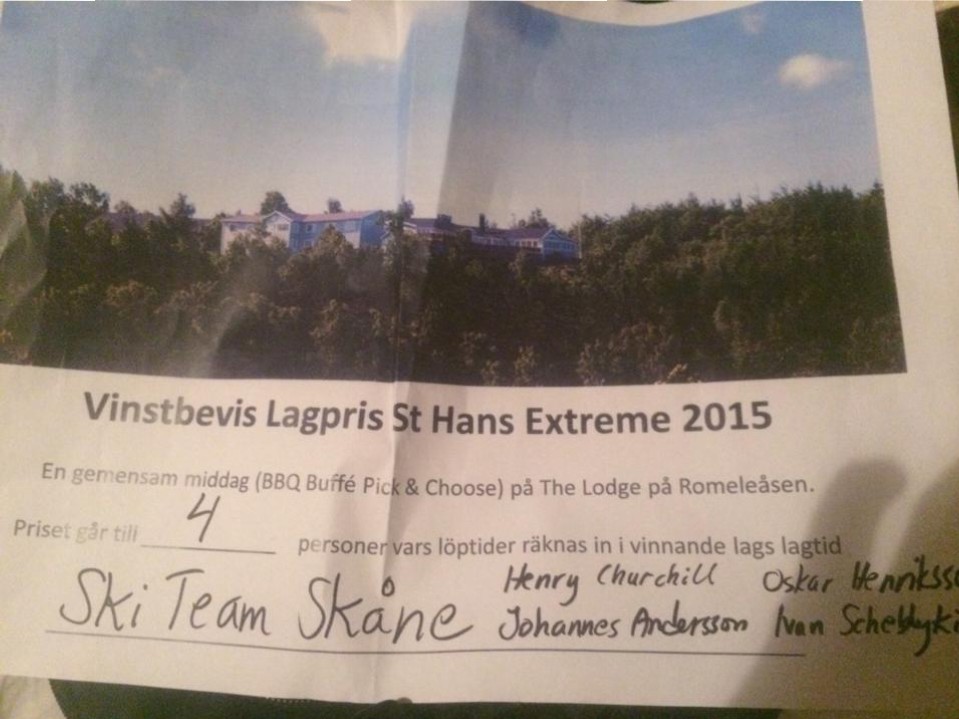 Vinstbevis Lagpris St Hans Extreme 2015
En gemensam middag (BBQ Buffé Pick & Choose) på The Lodge på Romeleåsen.
Priset går till 4 personer vars löptider räknas in i vinnande lags lagtid
Ski Team Skåne Henry Churchill Oskar
Johannes Andersson Ivan